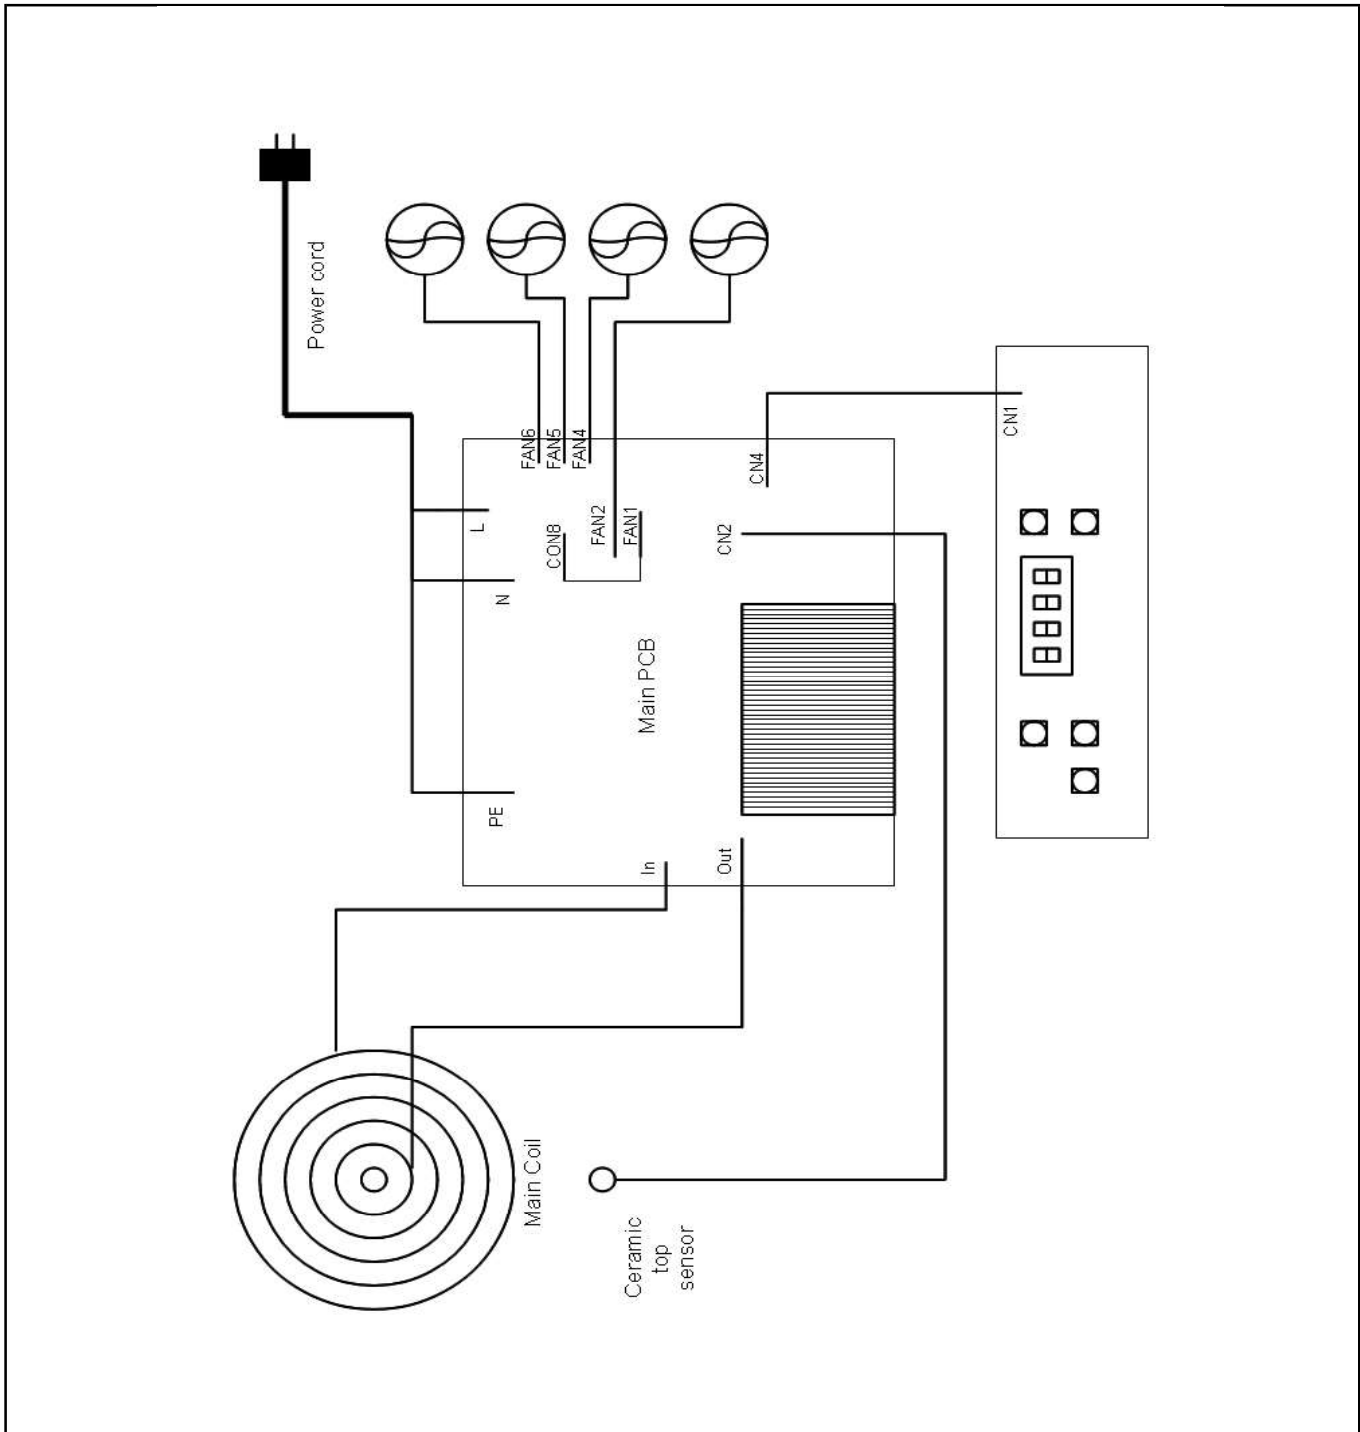 Power cord
FAN6
FAN5
FAN4
L
N
CON8
FAN2
FAN1
CN4
CN2
CN1
Main PCB
PE
In
Out
Main Coil
Ceramic
top
sensor